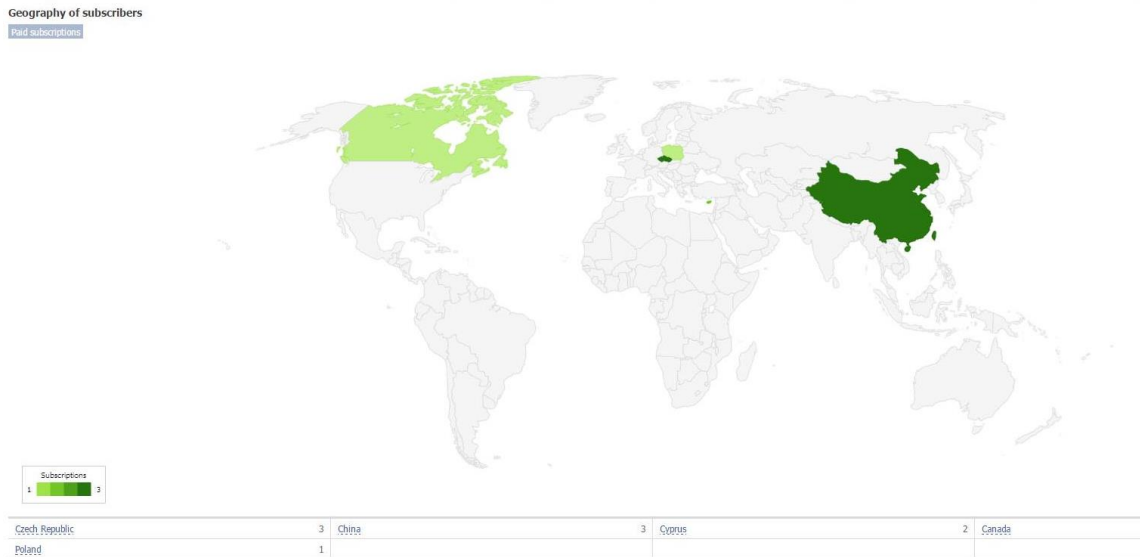 Geography of subscribers
Paid subscriptions
Subscriptions
1 3
Czech Republic 3 China 3 Cyprus 2 Canada
Poland 1